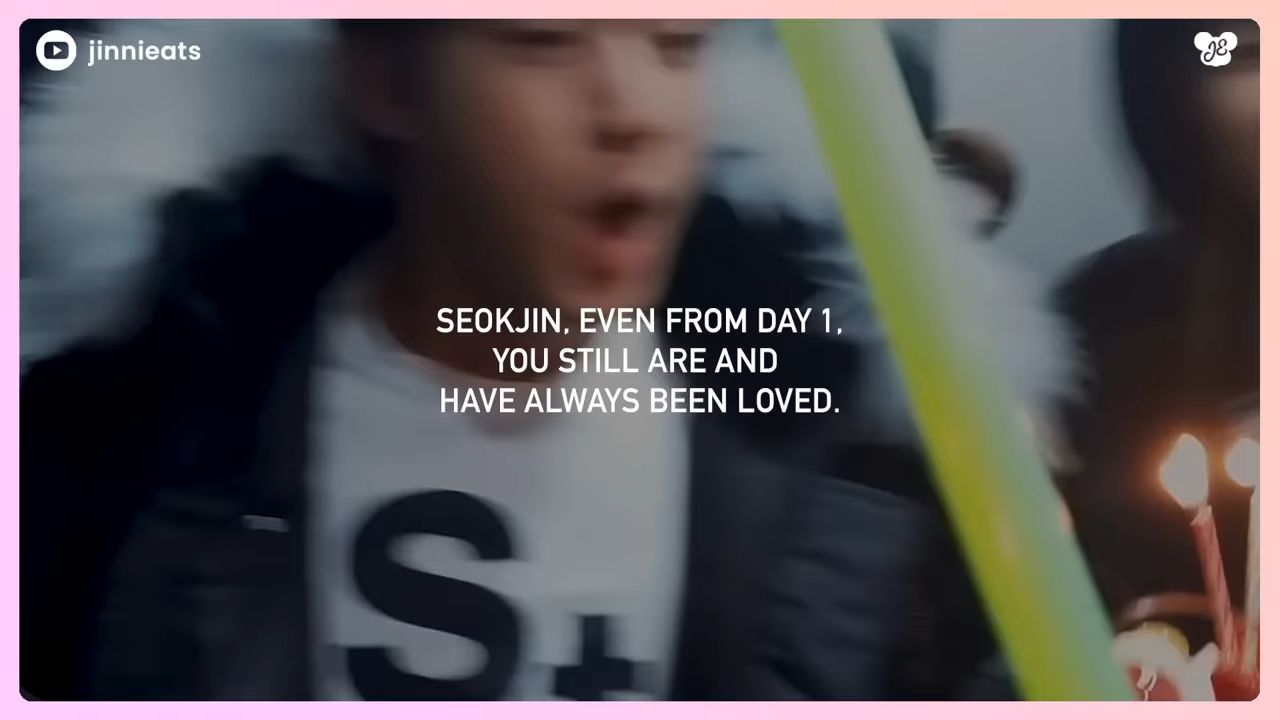 jinnieats
JE
SEOKJIN, EVEN FROM DAY 1,
YOU STILL ARE AND
HAVE ALWAYS BEEN LOVED.
S+